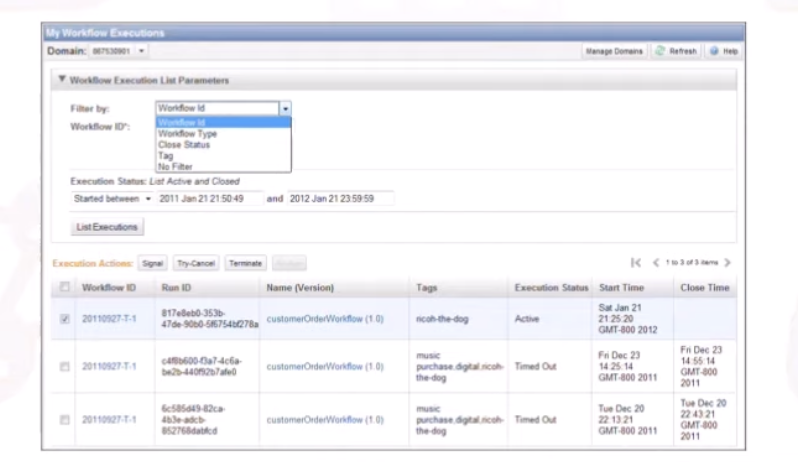 My Workflow Executions
Domain: 887530901
Manage Domains Refresh Help
Workflow Execution List Parameters
Filter by: Workflow Id
Workflow ID*: Workflow Id
Workflow Type
Close Status
Tag
No Filter
Execution Status: List Active and Closed
Started between 2011 Jan 21 21:50:49 and 2012 Jan 21 23:59:59
List Executions
Execution Actions: Signal Try-Cancel Terminate
1 to 3 of 3 items
Workflow ID Run ID Name (Version) Tags Execution Status Start Time Close Time
20110927-T-1 817e8eb0-353b-47de-90b0-5f6754bf278a customerOrderWorkflow (1.0) ricoh-the-dog Active Sat Jan 21 21:25:20 GMT-800 2012
20110927-T-1 c4f8b600-f3a7-4c6a-be2b-440f92b7afe0 customerOrderWorkflow (1.0) music purchase.digital,ricoh-the-dog Timed Out Fri Dec 23 14:25:14 GMT-800 2011 Fri Dec 23 14:55:14 GMT-800 2011
20110927-T-1 6c585d49-82ca-4b3e-adcb-852768dabfcd customerOrderWorkflow (1.0) music purchase.digital,ricoh-the-dog Timed Out Tue Dec 20 22:13:21 GMT-800 2011 Tue Dec 20 22:43:21 GMT-800 2011